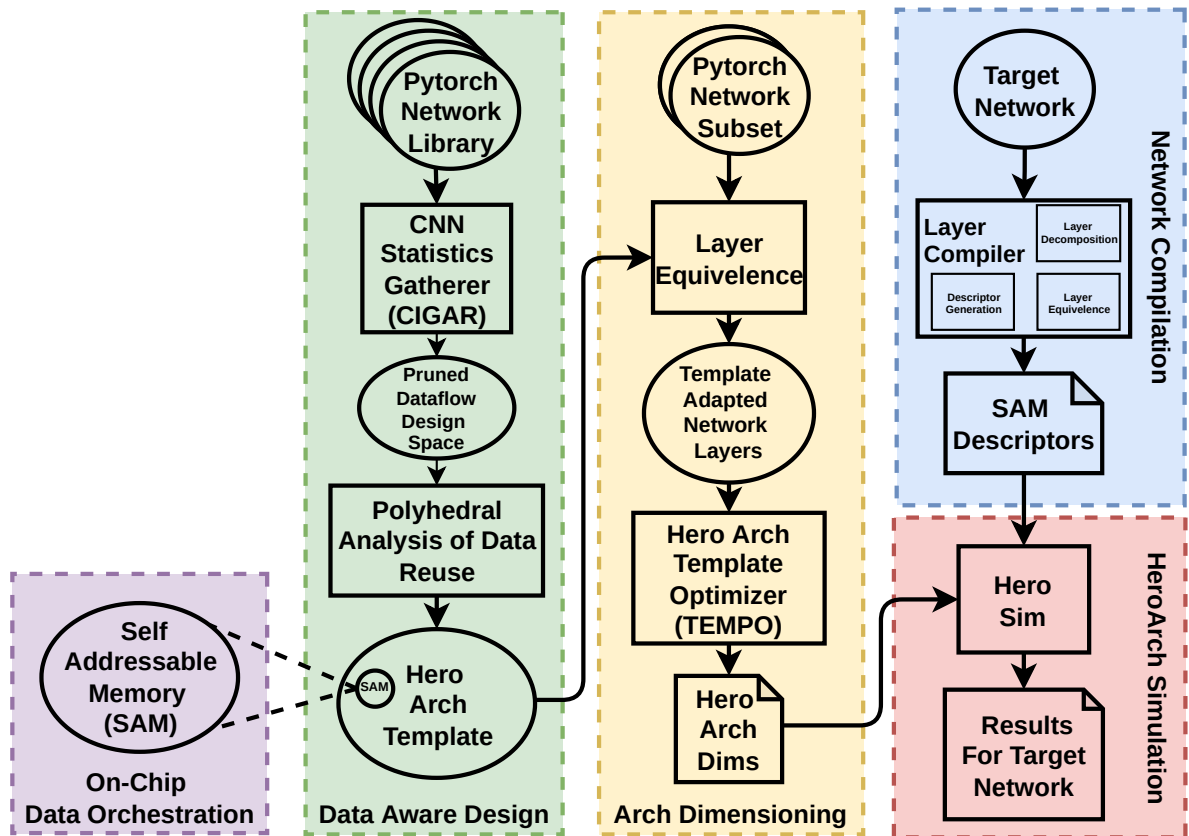 Self
Addressable
Memory
(SAM)
On-Chip
Data Orchestration
Pytorch
Network
Library
CNN
Statistics
Gatherer
(CIGAR)
Pruned
Dataflow
Design
Space
Polyhedral
Analysis of Data
Reuse
SAM
Hero
Arch
Template
Data Aware Design
Pytorch
Network
Subset
Layer
Equivelence
Template
Adapted
Network
Layers
Hero Arch
Template
Optimizer
(TEMPO)
Hero
Arch
Dims
Arch Dimensioning
Target
Network
Layer
Compiler
Layer
Decomposition
Descriptor
Generation
Layer
Equivelence
SAM
Descriptors
Network Compilation
Hero
Sim
Results
For Target
Network
HeroArch Simulation